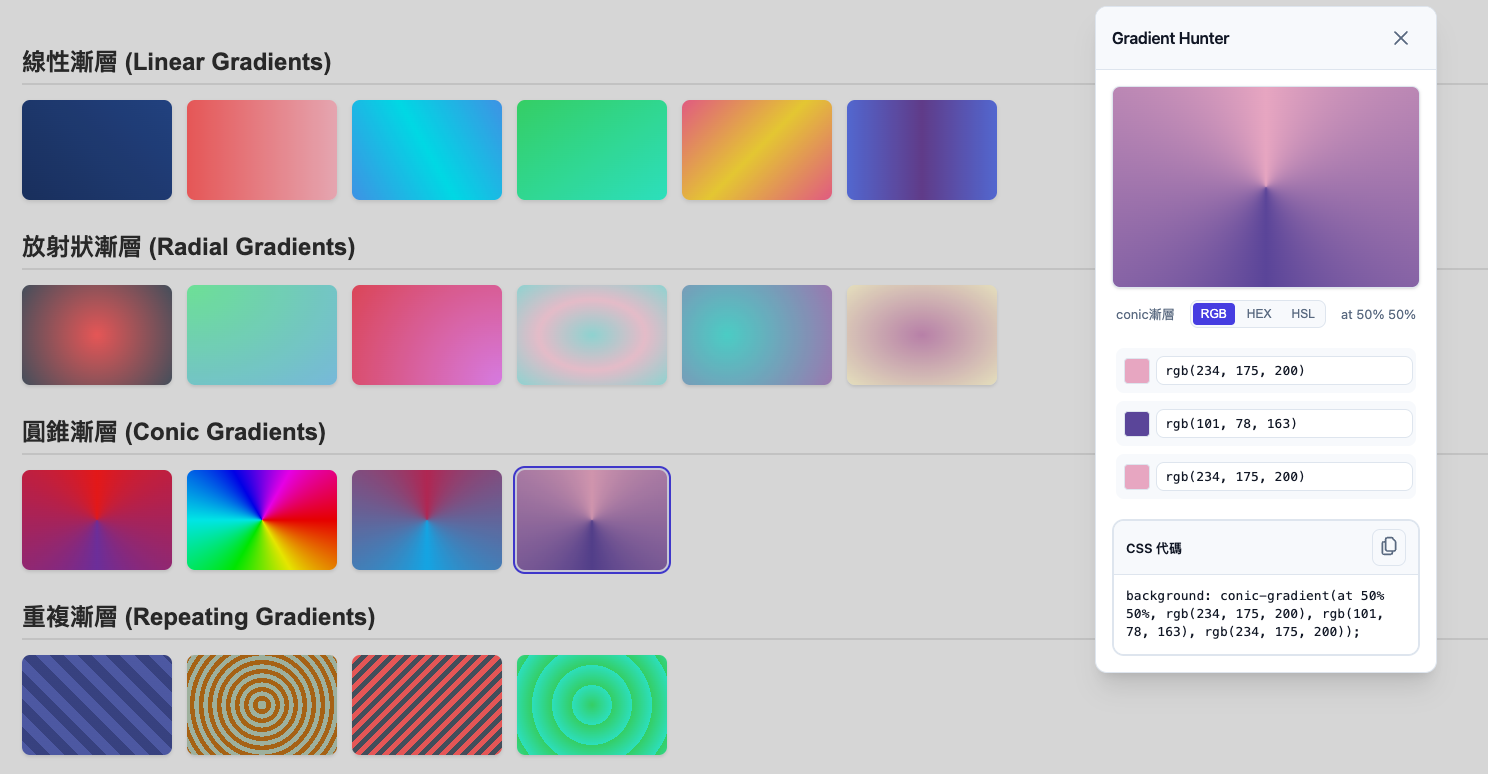 線性漸層 (Linear Gradients)
放射狀漸層 (Radial Gradients)
圓錐漸層 (Conic Gradients)
重複漸層 (Repeating Gradients)
Gradient Hunter
conic漸層 RGB HEX HSL at 50% 50%
rgb(234, 175, 200)
rgb(101, 78, 163)
rgb(234, 175, 200)
CSS 代碼
background: conic-gradient(at 50%
50%, rgb(234, 175, 200), rgb(101,
78, 163), rgb(234, 175, 200));